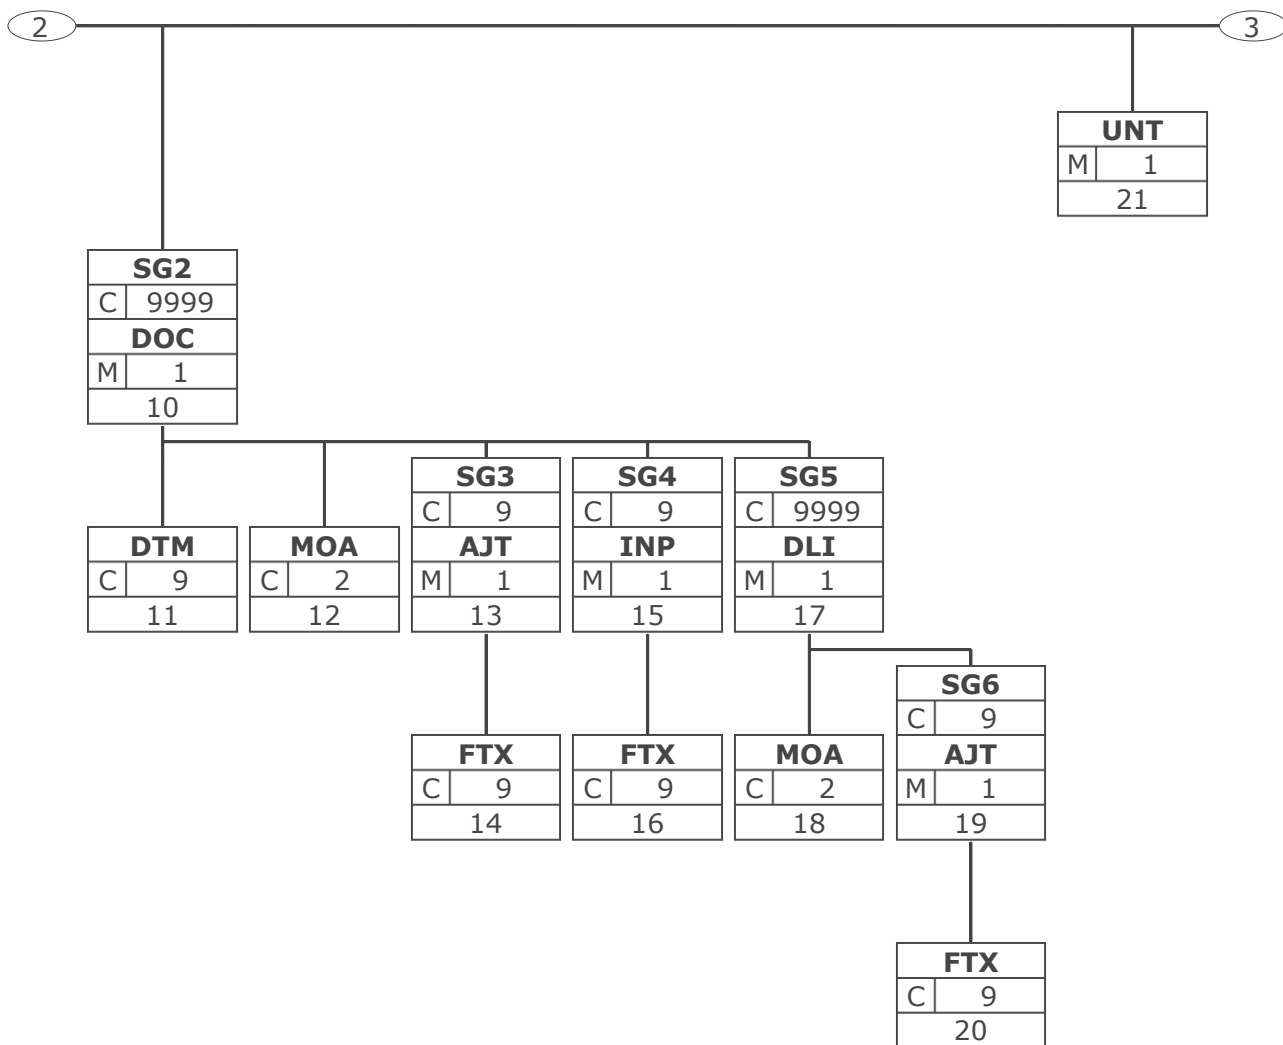 2
3
UNT
M 1
21
SG2
C 9999
DOC
M 1
10
SG3 SG4 SG5
C 9 C 9 C 9999
DTM MOA AJT INP DLI
C 9 C 2 M 1 M 1 M 1
11 12 13 15 17
SG6
C 9
FTX FTX MOA AJT
C 9 C 9 C 2 M 1
14 16 18 19
FTX
C 9
20